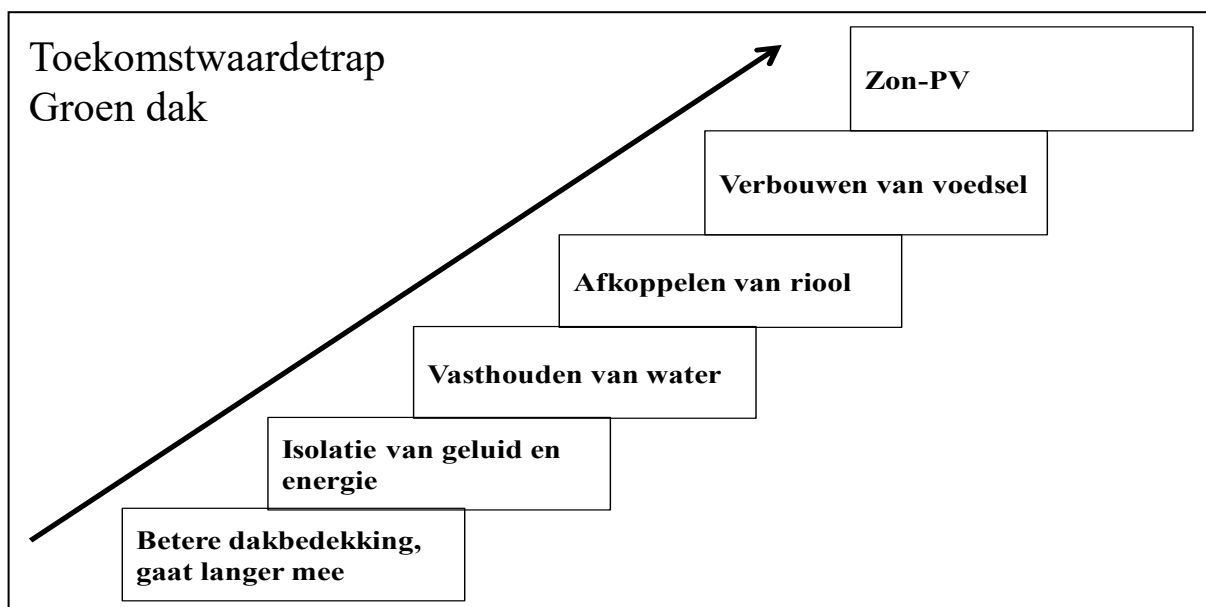 Toekomstwaardetrap
Groen dak
Zon-PV
Verbouwen van voedsel
Afkoppelen van riool
Vasthouden van water
Isolatie van geluid en
energie
Betere dakbedekking,
gaat langer mee